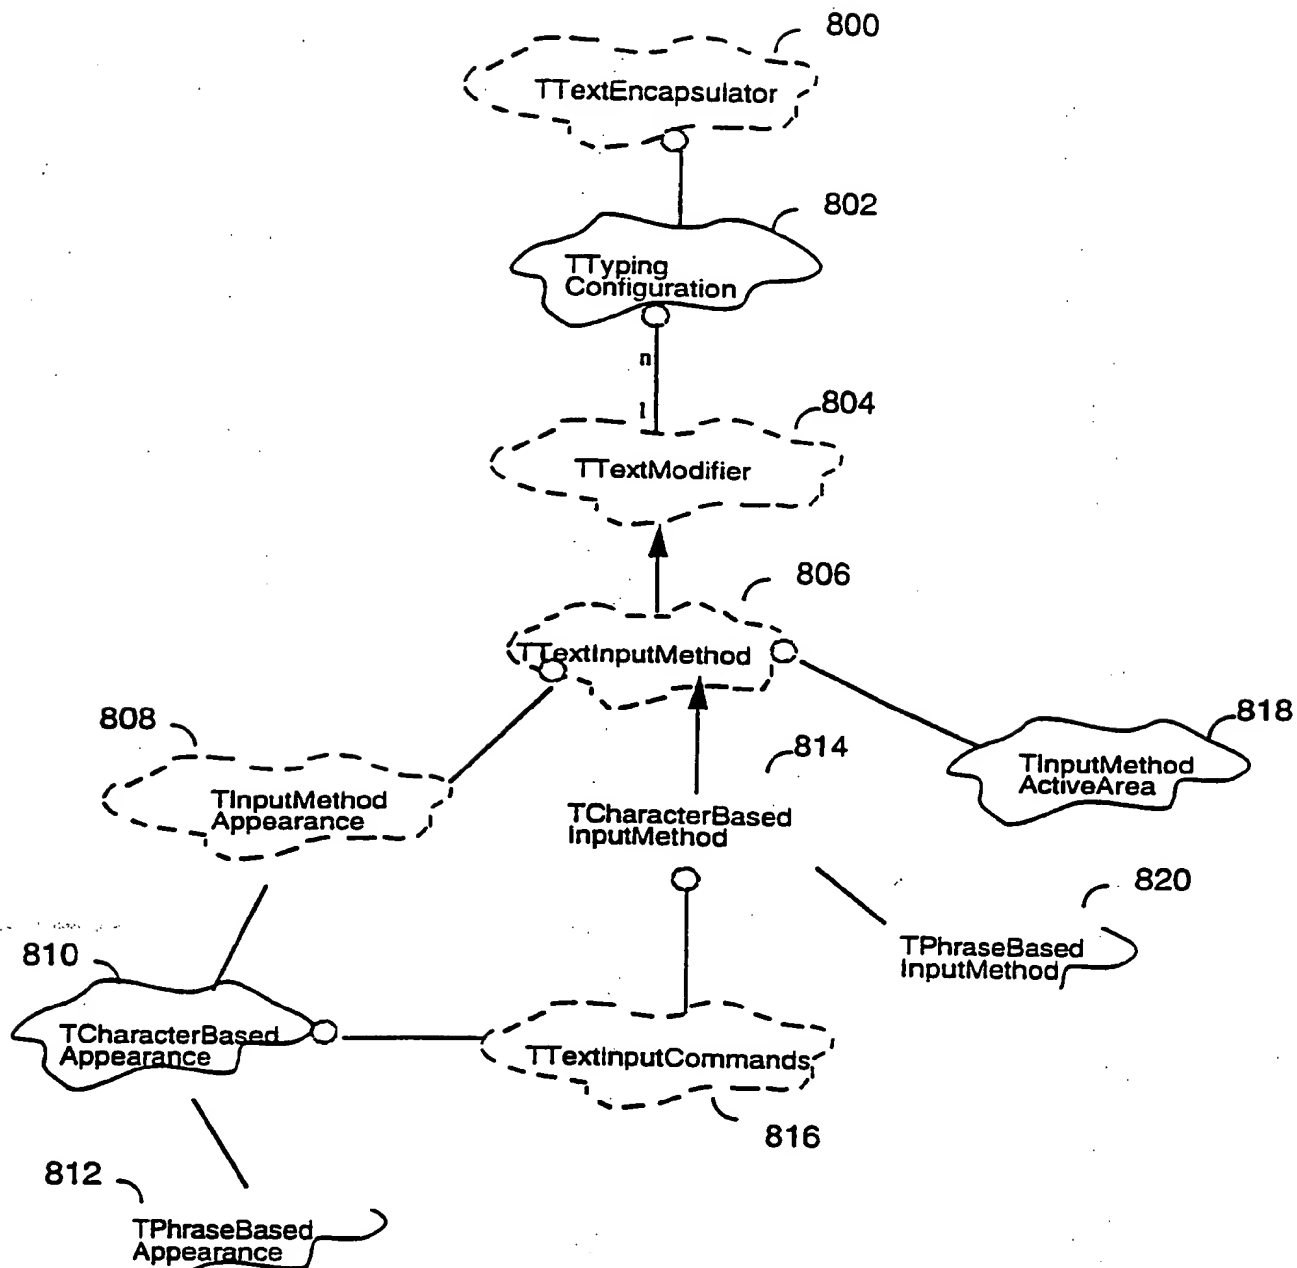 800
TTextEncapsulator
802
TTyping
Configuration
n
1
804
TTextModifier
806
TTextInputMethod
808
818
814
TInputMethod
Appearance
TInputMethod
ActiveArea
TCharacterBased
InputMethod
820
TPhraseBased
InputMethod
810
TCharacterBased
Appearance
TTextInputCommands
816
812
TPhraseBased
Appearance